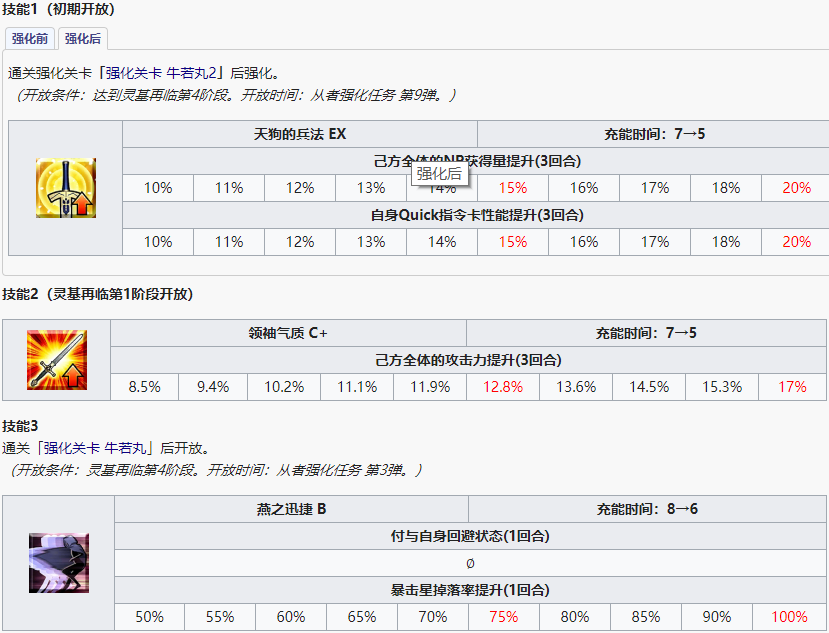 技能1（初期开放）
强化前 强化后
通关强化关卡「强化关卡 牛若丸2」后强化。
（开放条件：达到灵基再临第4阶段。开放时间：从者强化任务 第9弹。）
天狗的兵法 EX 充能时间：7→5
己方全体的NP获得量提升(3回合)
强化后
10% 11% 12% 13% 14% 15% 16% 17% 18% 20%
自身Quick指令卡性能提升(3回合)
10% 11% 12% 13% 14% 15% 16% 17% 18% 20%
技能2（灵基再临第1阶段开放）
领袖气质 C+ 充能时间：7→5
己方全体的攻击力提升(3回合)
8.5% 9.4% 10.2% 11.1% 11.9% 12.8% 13.6% 14.5% 15.3% 17%
技能3
通关「强化关卡 牛若丸」后开放。
（开放条件：灵基再临第4阶段。开放时间：从者强化任务 第3弹。）
燕之迅捷 B 充能时间：8→6
付与自身回避状态(1回合)
∅
暴击星掉落率提升(1回合)
50% 55% 60% 65% 70% 75% 80% 85% 90% 100%